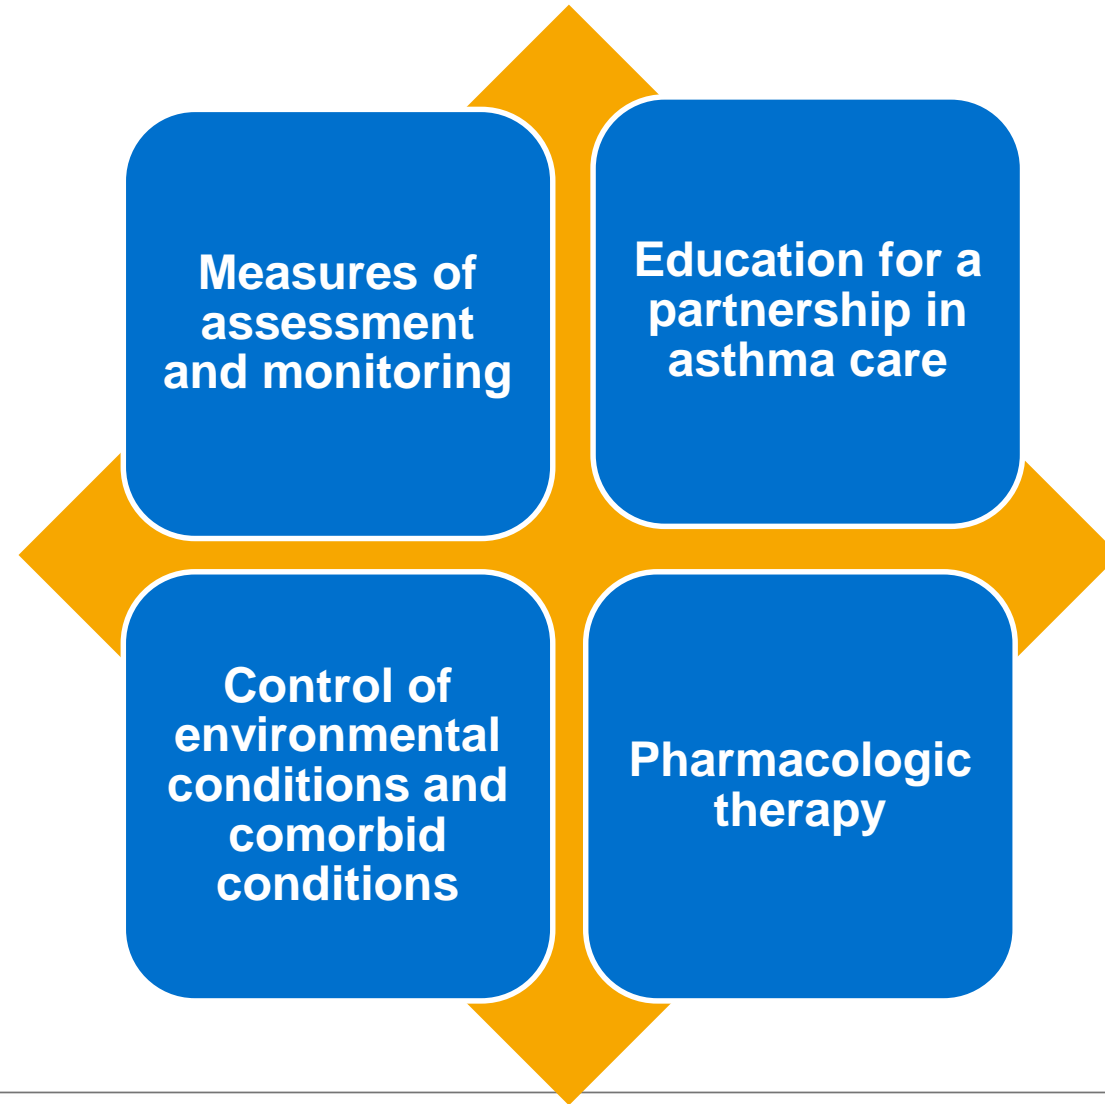 Measures of
assessment
and monitoring
Education for a
partnership in
asthma care
Control of
environmental
conditions and
comorbid
conditions
Pharmacologic
therapy